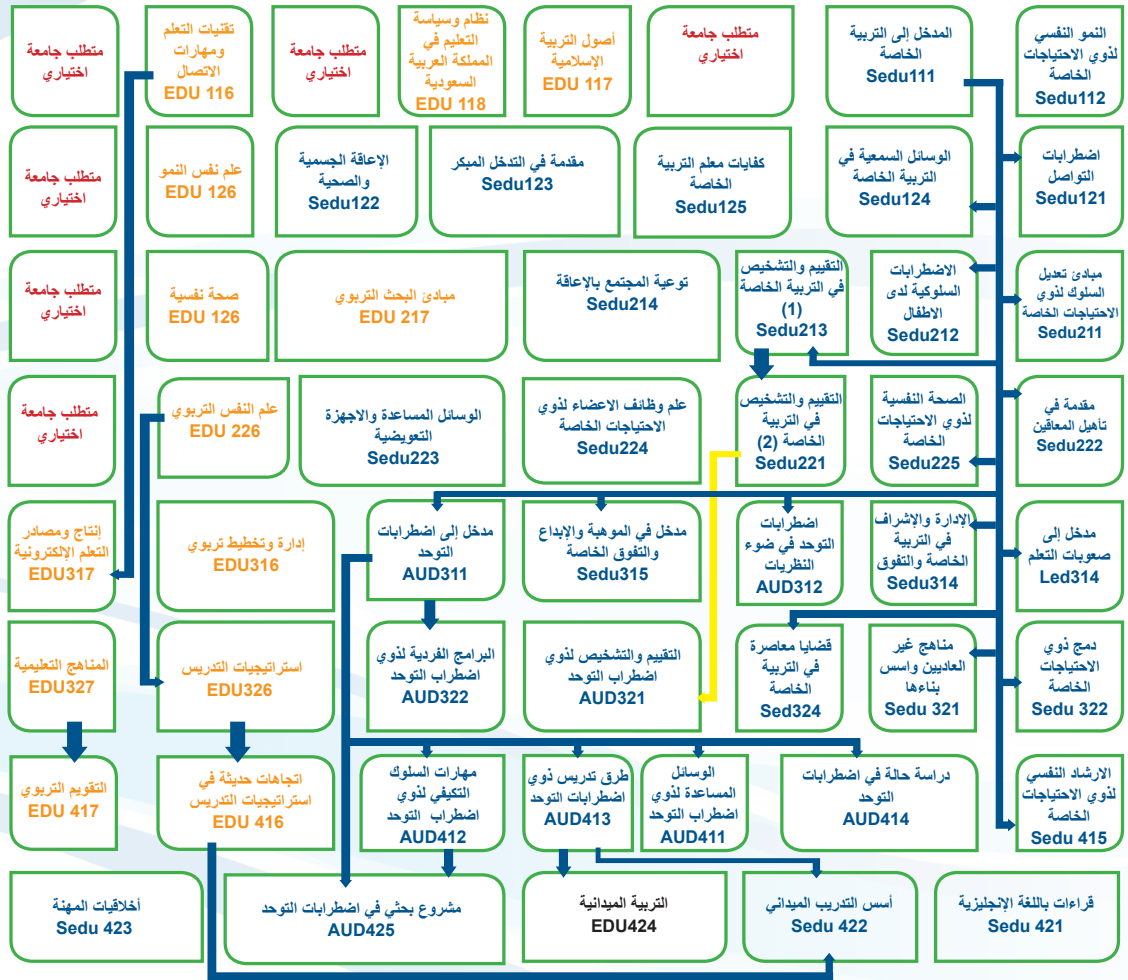 النمو النفسي
لذوي الاحتياجات
الخاصة
Sedu112
المدخل إلى التربية
الخاصة
Sedu111
متطلب جامعة
اختياري
أصول التربية
الإسلامية
EDU 117
نظام وسياسة
التعليم في
المملكة العربية
السعودية
EDU 118
متطلب جامعة
اختياري
تقنيات التعلم
ومهارات
الاتصال
EDU 116
متطلب جامعة
اختياري
اضطرابات
التواصل
Sedu121
الوسائل السمعية في
التربية الخاصة
Sedu124
كفايات معلم التربية
الخاصة
Sedu125
مقدمة في التدخل المبكر
Sedu123
الإعاقة الجسمية
والصحية
Sedu122
علم نفس النمو
EDU 126
متطلب جامعة
اختياري
مبادئ تعديل
السلوك لذوي
الاحتياجات الخاصة
Sedu211
الاضطرابات
السلوكية لدى
الاطفال
Sedu212
التقييم والتشخيص
في التربية الخاصة
(1)
Sedu213
توعية المجتمع بالإعاقة
Sedu214
مبادئ البحث التربوي
EDU 217
صحة نفسية
EDU 126
متطلب جامعة
اختياري
مقدمة في
تأهيل المعاقين
Sedu222
الصحة النفسية
لذوي الاحتياجات
الخاصة
Sedu225
التقييم والتشخيص
في التربية
الخاصة (2)
Sedu221
علم وظائف الاعضاء لذوي
الاحتياجات الخاصة
Sedu224
الوسائل المساعدة والاجهزة
التعويضية
Sedu223
علم النفس التربوي
EDU 226
متطلب جامعة
اختياري
مدخل إلى
صعوبات التعلم
Led314
الإدارة والإشراف
في التربية
الخاصة والتفوق
Sedu314
اضطرابات
التوحد في ضوء
النظريات
AUD312
مدخل في الموهبة والإبداع
والتفوق الخاصة
Sedu315
مدخل إلى اضطرابات
التوحد
AUD311
إدارة وتخطيط تربوي
EDU316
إنتاج ومصادر
التعلم الإلكترونية
EDU317
دمج ذوي
الاحتياجات
الخاصة
Sedu 322
مناهج غير
العاديين واسس
بناءها
Sedu 321
قضايا معاصرة
في التربية
الخاصة
Sed324
التقييم والتشخيص لذوي
اضطراب التوحد
AUD321
البرامج الفردية لذوي
اضطراب التوحد
AUD322
استراتيجيات التدريس
EDU326
المناهج التعليمية
EDU327
الارشاد النفسي
لذوي الاحتياجات
الخاصة
Sedu 415
دراسة حالة في اضطرابات
التوحد
AUD414
الوسائل
المساعدة لذوي
اضطراب التوحد
AUD411
طرق تدريس ذوي
اضطرابات التوحد
AUD413
مهارات السلوك
التكيفي لذوي
اضطراب التوحد
AUD412
اتجاهات حديثة في
استراتيجيات التدريس
EDU 416
التقويم التربوي
EDU 417
قراءات باللغة الإنجليزية
Sedu 421
أسس التدريب الميداني
Sedu 422
التربية الميدانية
EDU424
مشروع بحثي في اضطرابات التوحد
AUD425
أخلاقيات المهنة
Sedu 423